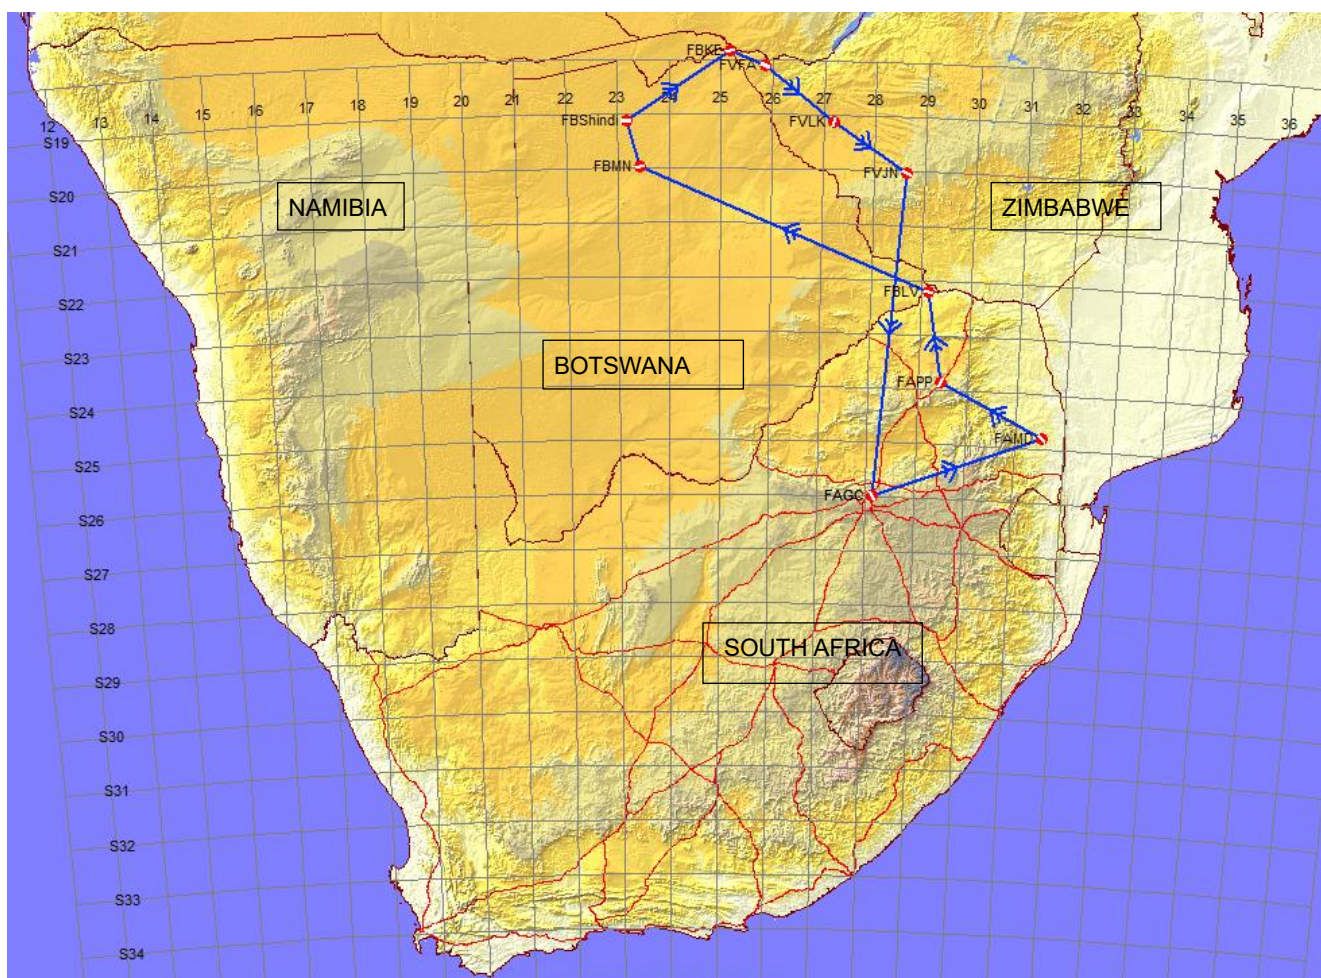 FBKE
FVFA
12 13 14 15 16 17 18 19 20 21 22 23 24 25 26 27 28 29 30 31 32 33 34 35 36
FBShindi
FVLK
S19
FBMN
FVJN
NAMIBIA
ZIMBABWE
S20
S21
FBLV
S22
S23
BOTSWANA
FAPP
S24
FAMD
S25
FAGC
S26
S27
S28
SOUTH AFRICA
S29
S30
S31
S32
S33
S34